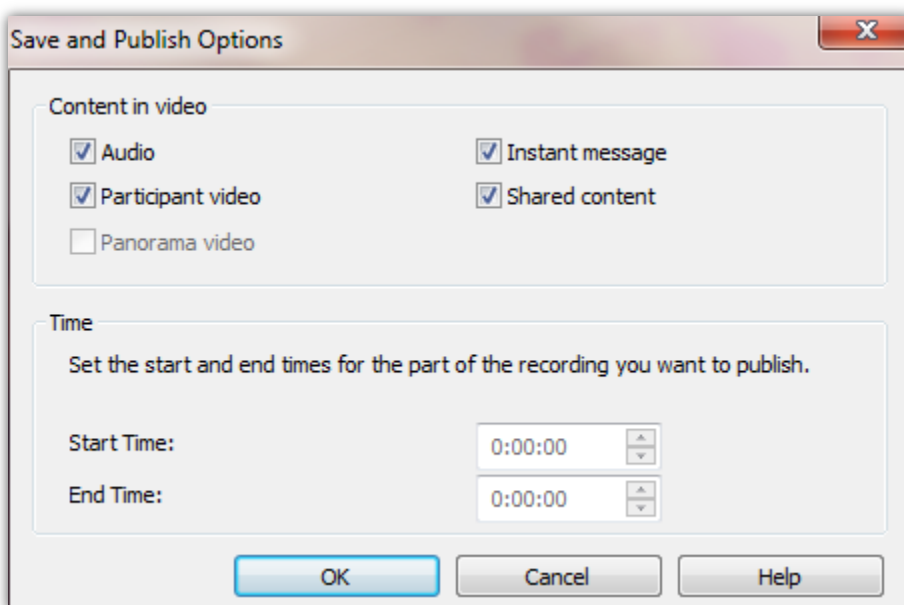 Save and Publish Options
Content in video
Audio
Instant message
Participant video
Shared content
Panorama video
Time
Set the start and end times for the part of the recording you want to publish.
Start Time:
0:00:00
End Time:
0:00:00
OK
Cancel
Help